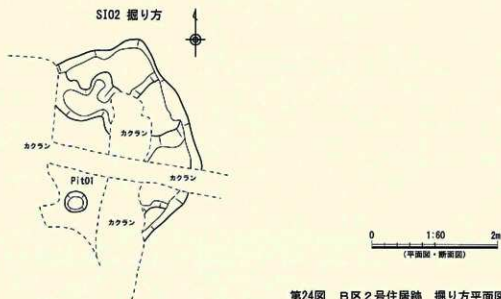 SI02 掘り方
カクラン
カクラン
カクラン
Pit01
カクラン
0 1:60 2m
(平面図・断面図)
第24図 B区2号住居跡 掘り方平面図